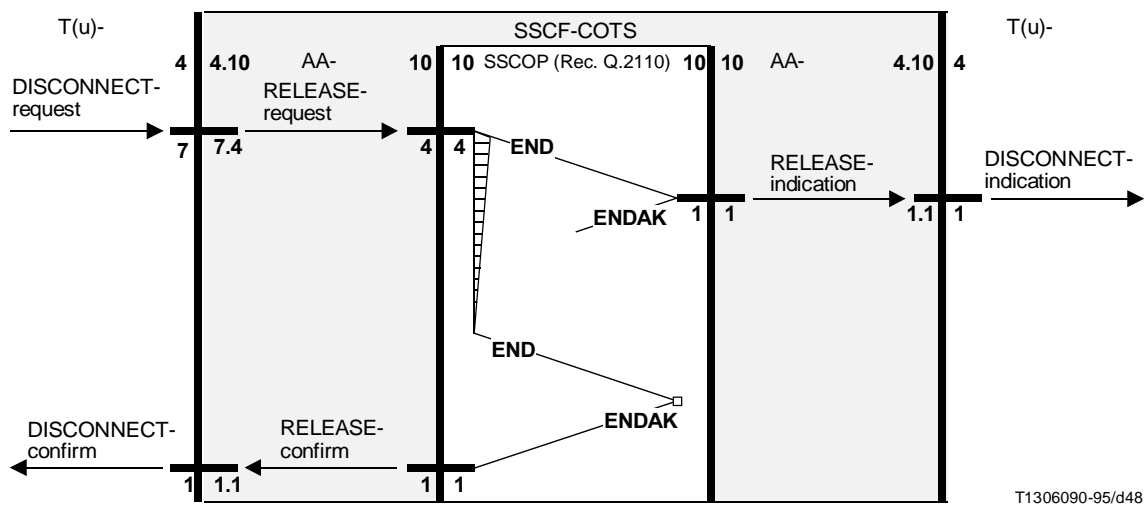 T(u)- SSCF-COTS T(u)-
4 4.10 AA- 10 10 SSCOP (Rec. Q.2110) 10 10 AA- 4.10 4
DISCONNECT-
request
RELEASE-
request
7 7.4 4 4
END
RELEASE-
indication
DISCONNECT-
indication
ENDAK
1 1 1.1 1
END
ENDAK
DISCONNECT-
confirm
RELEASE-
confirm
1 1.1 1 1
T1306090-95/d48